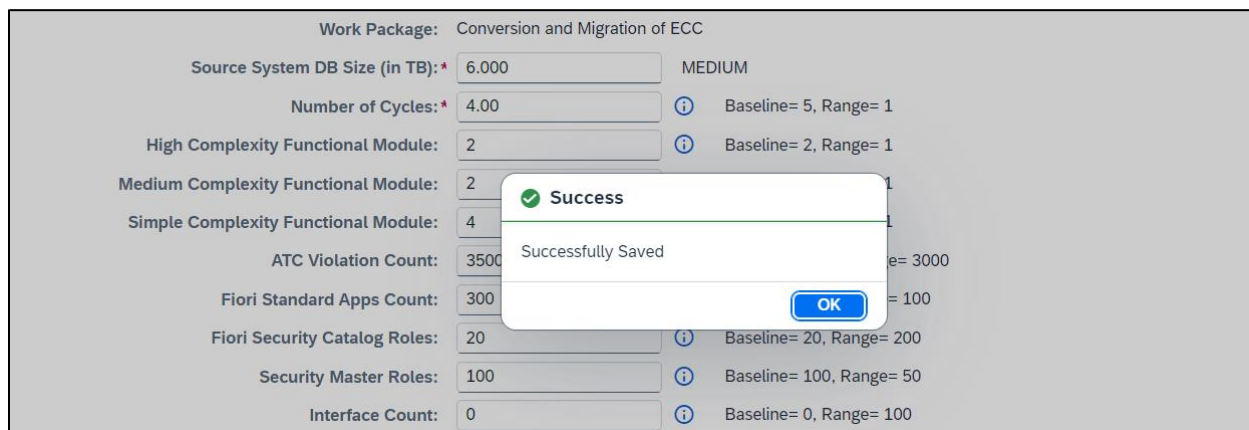 Work Package: Conversion and Migration of ECC
Source System DB Size (in TB):* 6.000 MEDIUM
Number of Cycles:* 4.00 Baseline= 5, Range= 1
High Complexity Functional Module: 2 Baseline= 2, Range= 1
Medium Complexity Functional Module: 2 1
Simple Complexity Functional Module: 4 1
ATC Violation Count: 3500 = 3000
Fiori Standard Apps Count: 300 = 100
Success
Successfully Saved
OK
Fiori Security Catalog Roles: 20 Baseline= 20, Range= 200
Security Master Roles: 100 Baseline= 100, Range= 50
Interface Count: 0 Baseline= 0, Range= 100